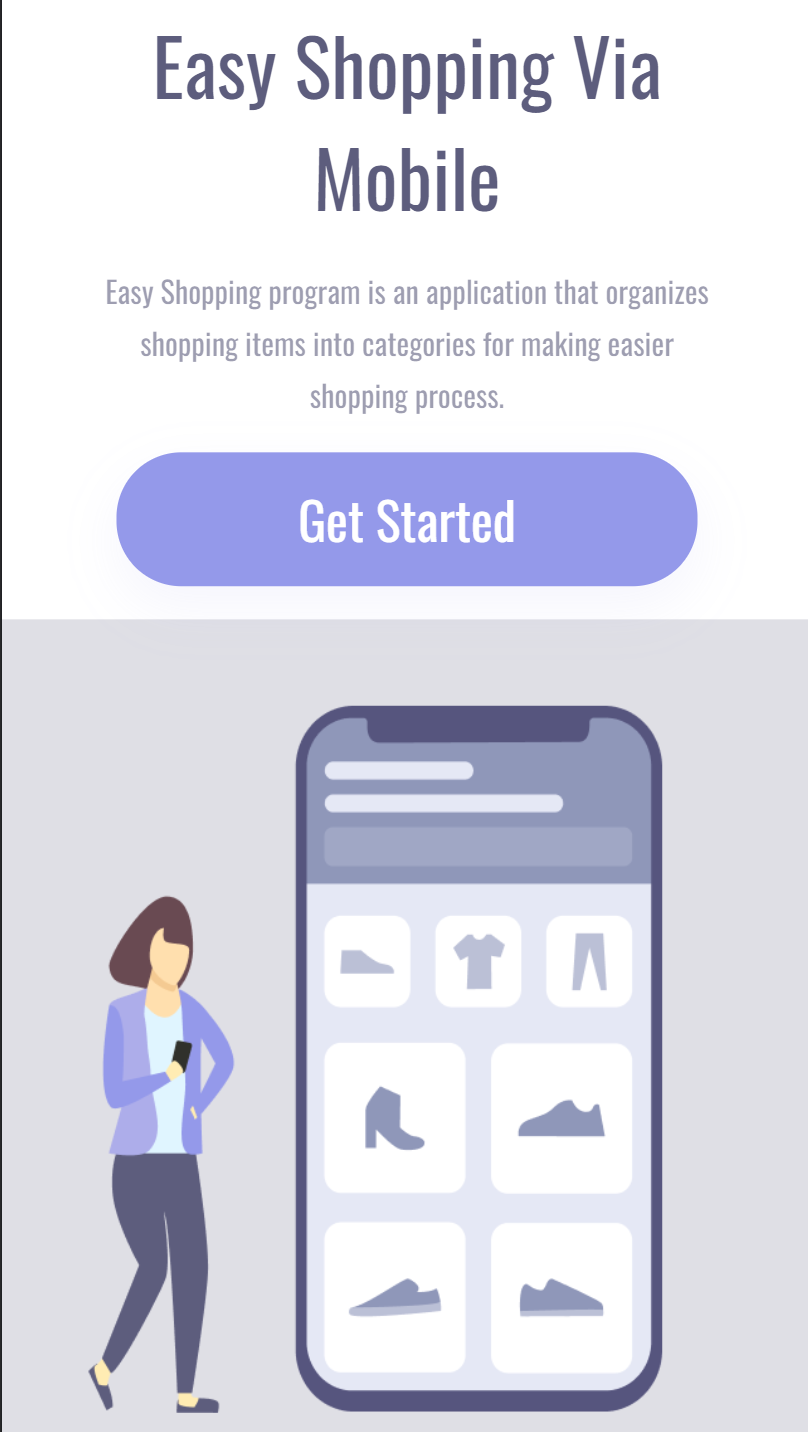 Easy Shopping Via
Mobile
Easy Shopping program is an application that organizes
shopping items into categories for making easier
shopping process.
Get Started